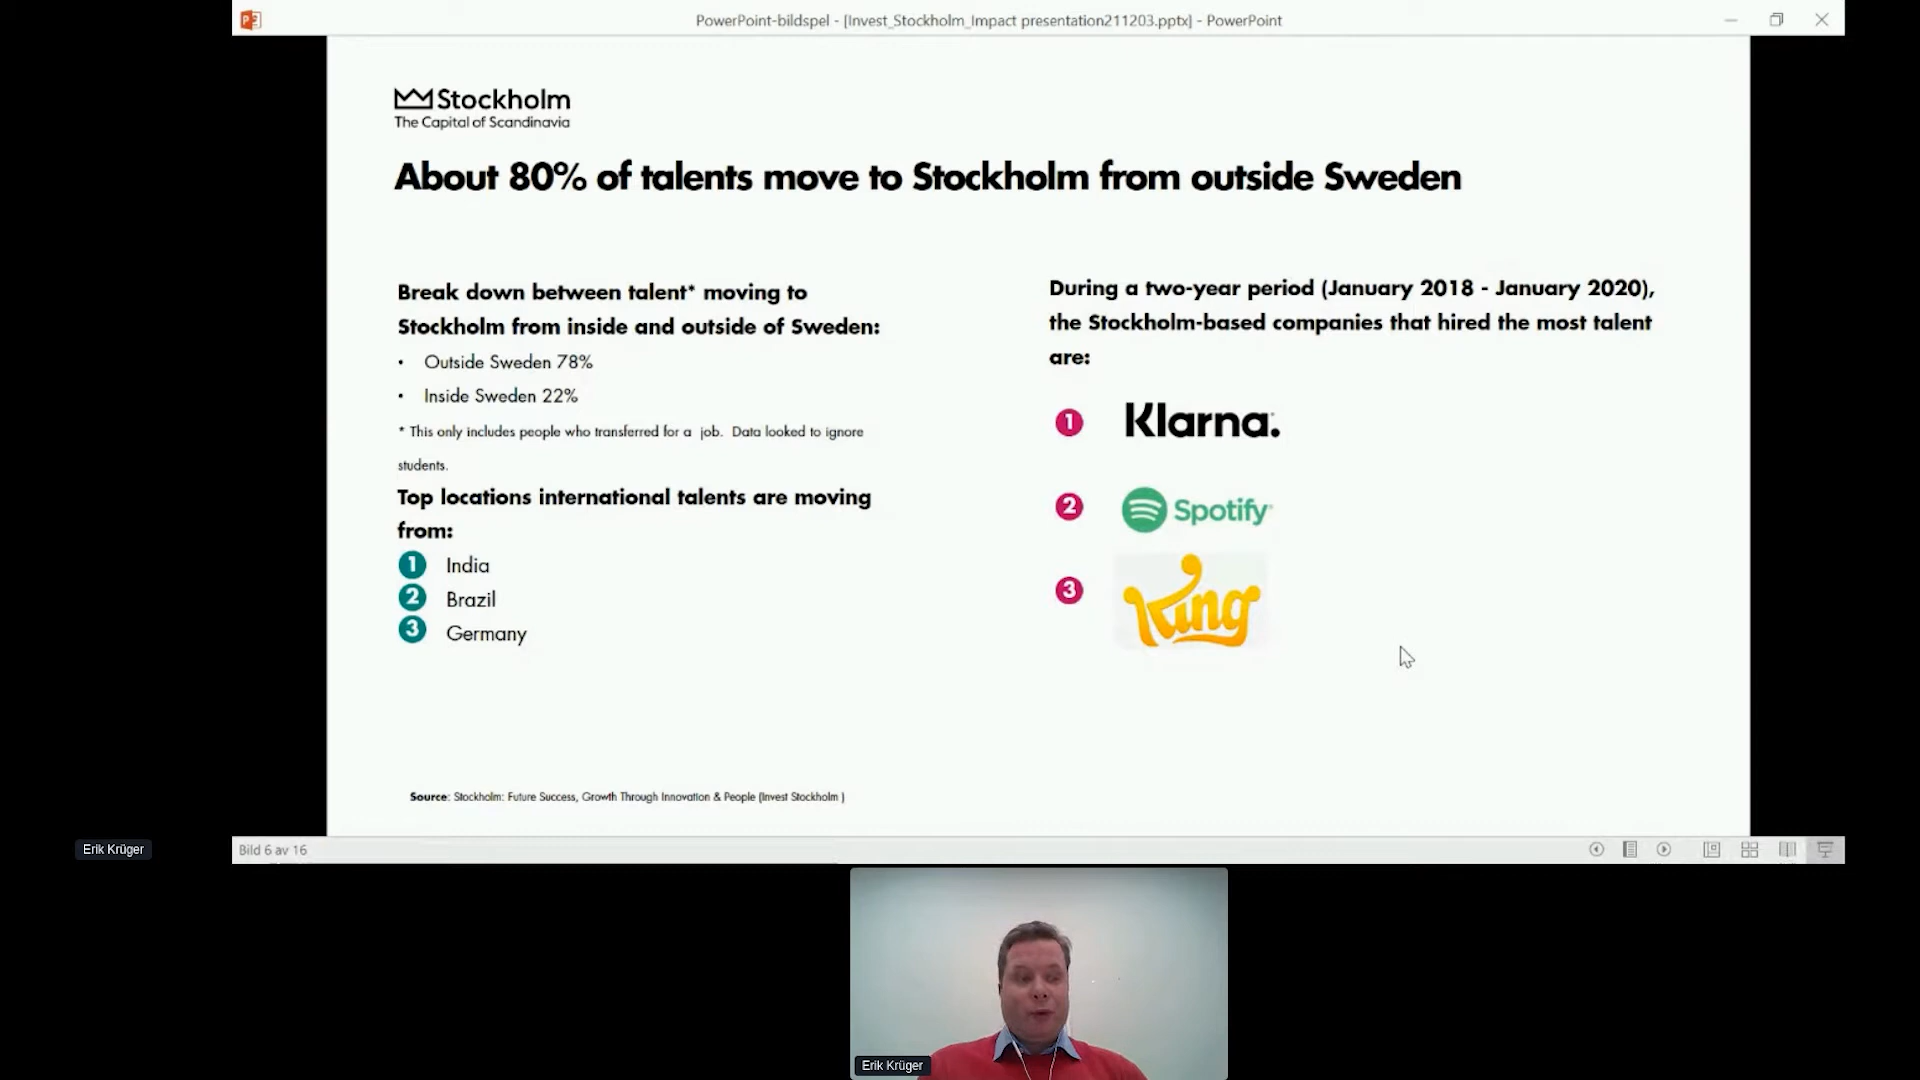 PowerPoint-bildspel - [Invest_Stockholm_Impact presentation211203.pptx] - PowerPoint
Stockholm
The Capital of Scandinavia
About 80% of talents move to Stockholm from outside Sweden
Break down between talent* moving to
Stockholm from inside and outside of Sweden:
• Outside Sweden 78%
• Inside Sweden 22%
* This only includes people who transferred for a job. Data looked to ignore
students.
Top locations international talents are moving
from:
1 India
2 Brazil
3 Germany
During a two-year period (January 2018 - January 2020),
the Stockholm-based companies that hired the most talent
are:
1 Klarna.
2 Spotify
3 King
Source: Stockholm: Future Success, Growth Through Innovation & People (Invest Stockholm )
Erik Krüger
Bild 6 av 16
Erik Krüger